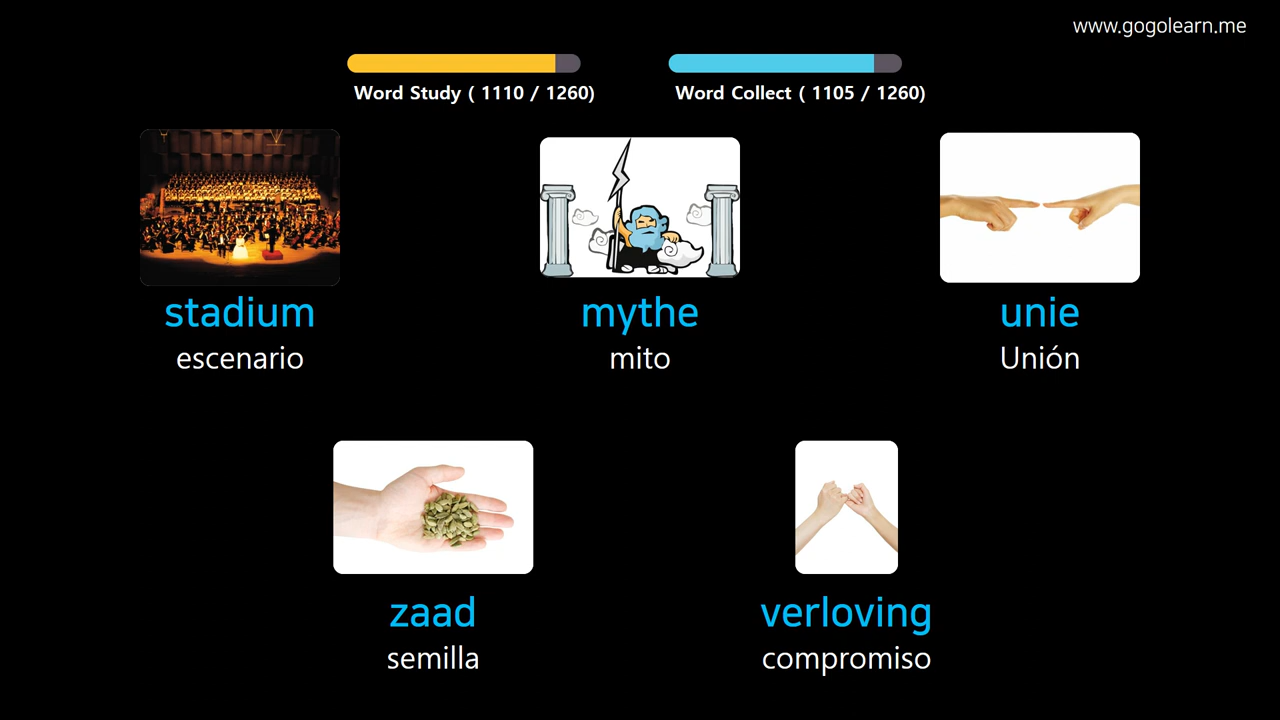 www.gogolearn.me
Word Study ( 1110 / 1260)
Word Collect ( 1105 / 1260)
stadium
escenario
mythe
mito
unie
Unión
zaad
semilla
verloving
compromiso